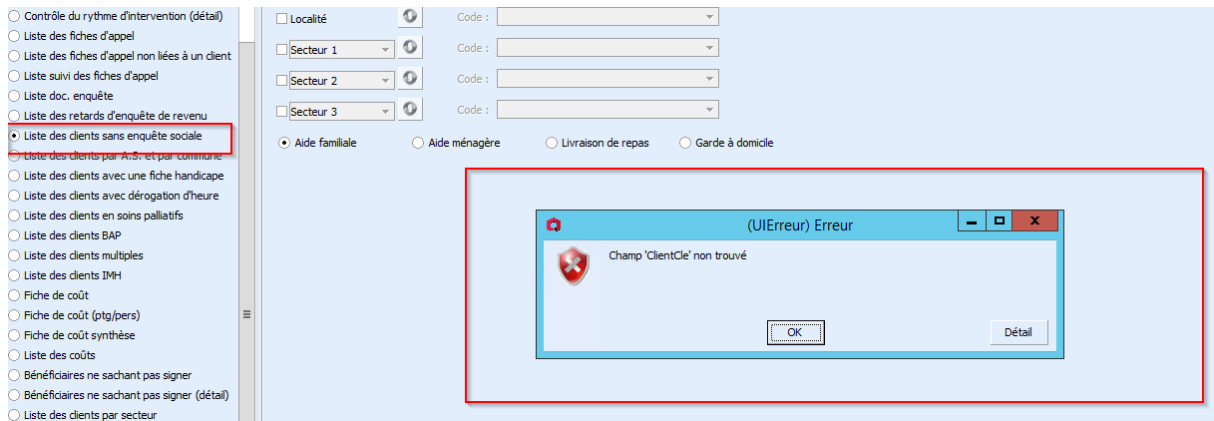 Contrôle du rytme d'intervention (détail)
Liste des fiches d'appel
Liste des fiches d'appel non liées à un client
Liste suivi des fiches d'appel
Liste doc. enquête
Liste des retards d'enquête de revenu
Liste des clients sans enquête sociale
Liste des clients par A.S. et par commune
Liste des clients avec une fiche handicape
Liste des clients avec dérogation d'heure
Liste des clients en soins palliatifs
Liste des clients BAP
Liste des clients multiples
Liste des clients IMH
Fiche de coût
Fiche de coût (ptg/pers)
Fiche de coût synthèse
Liste des coûts
Bénéficiaires ne sachant pas signer
Bénéficiaires ne sachant pas signer (détail)
Liste des clients par secteur
Localité Code :
Secteur 1 Code :
Secteur 2 Code :
Secteur 3 Code :
Aide familiale Aide ménagère Livraison de repas Garde à domicile
(UIErreur) Erreur
Champ 'ClientCle' non trouvé
OK Détail